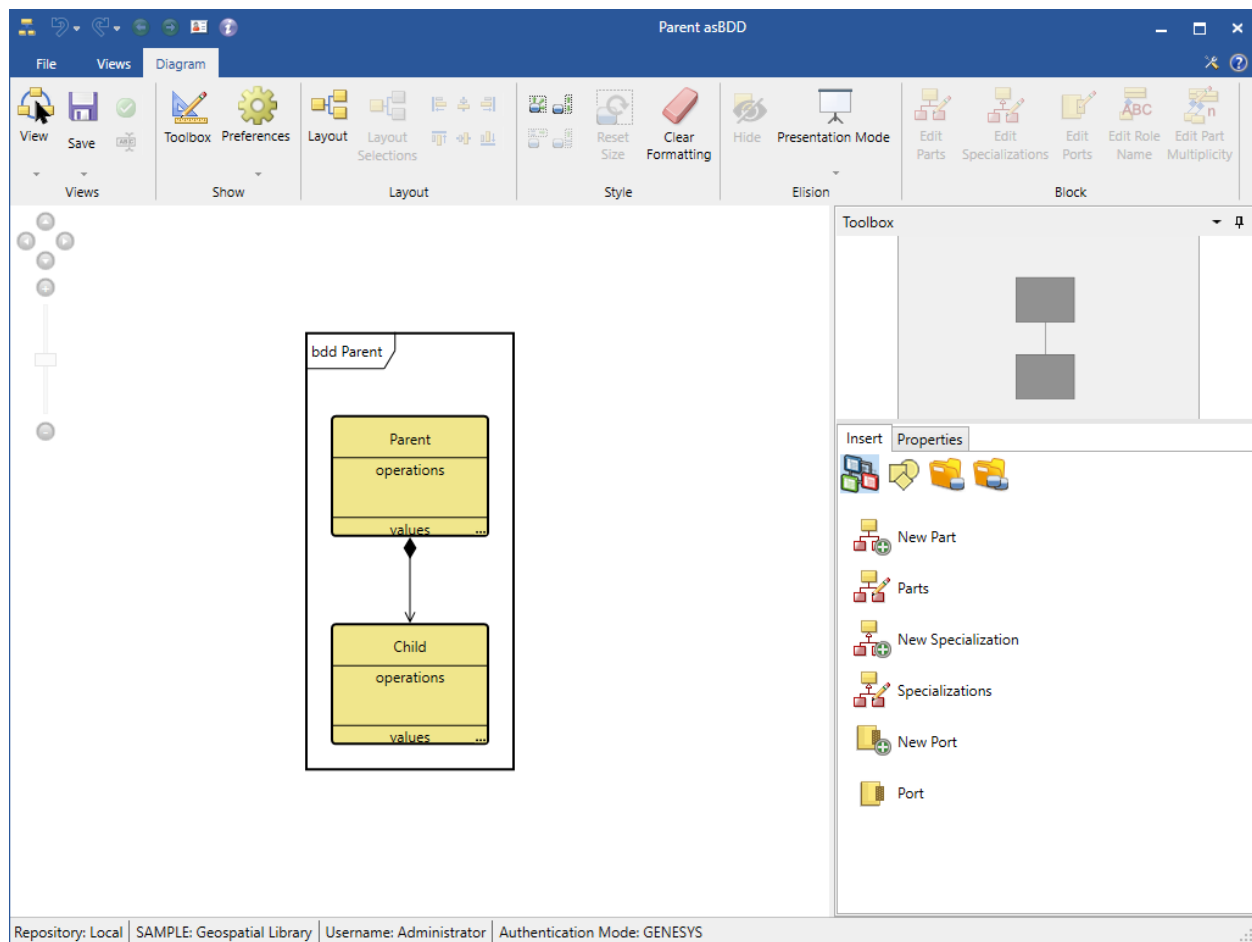 Parent asBDD
File Views Diagram
View Save Toolbox Preferences Layout Layout Selections Reset Size Clear Formatting Hide Presentation Mode Edit Parts Edit Specializations Edit Ports ABC Edit Role Name n Edit Part Multiplicity
Views Show Layout Style Elision Block
Toolbox
bdd Parent
Parent
operations
values ...
Child
operations
values ...
Insert Properties
New Part
Parts
New Specialization
Specializations
New Port
Port
Repository: Local SAMPLE: Geospatial Library Username: Administrator Authentication Mode: GENESYS